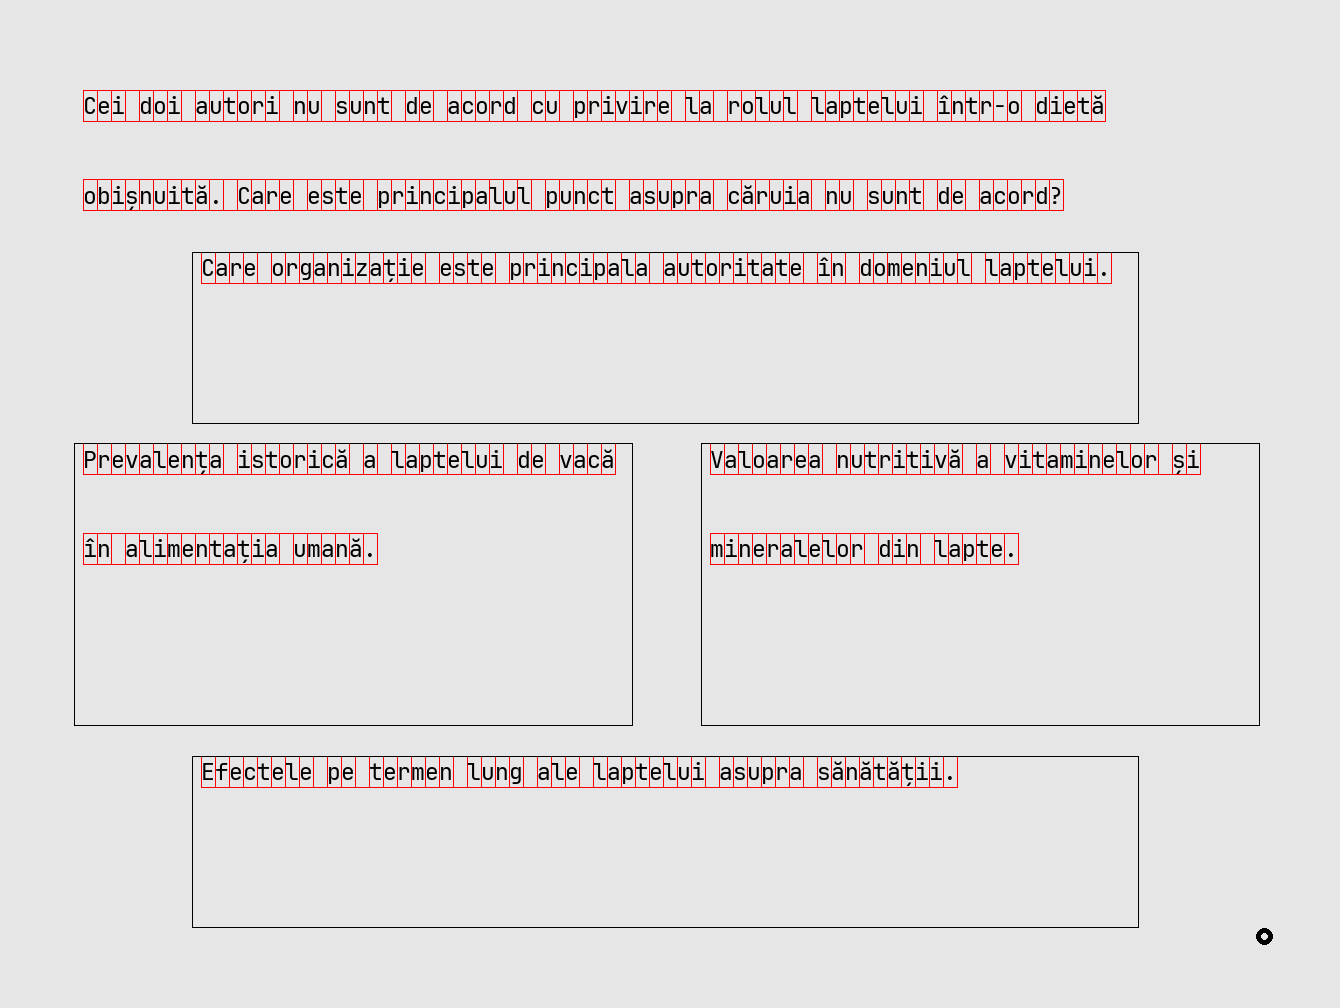 Cei doi autori nu sunt de acord cu privire la rolul laptelui într-o dietă
obișnuită. Care este principalul punct asupra căruia nu sunt de acord?
Care organizație este principala autoritate în domeniul laptelui.
Prevalența istorică a laptelui de vacă
în alimentația umană.
Valoarea nutritivă a vitaminelor și
mineralelor din lapte.
Efectele pe termen lung ale laptelui asupra sănătății.